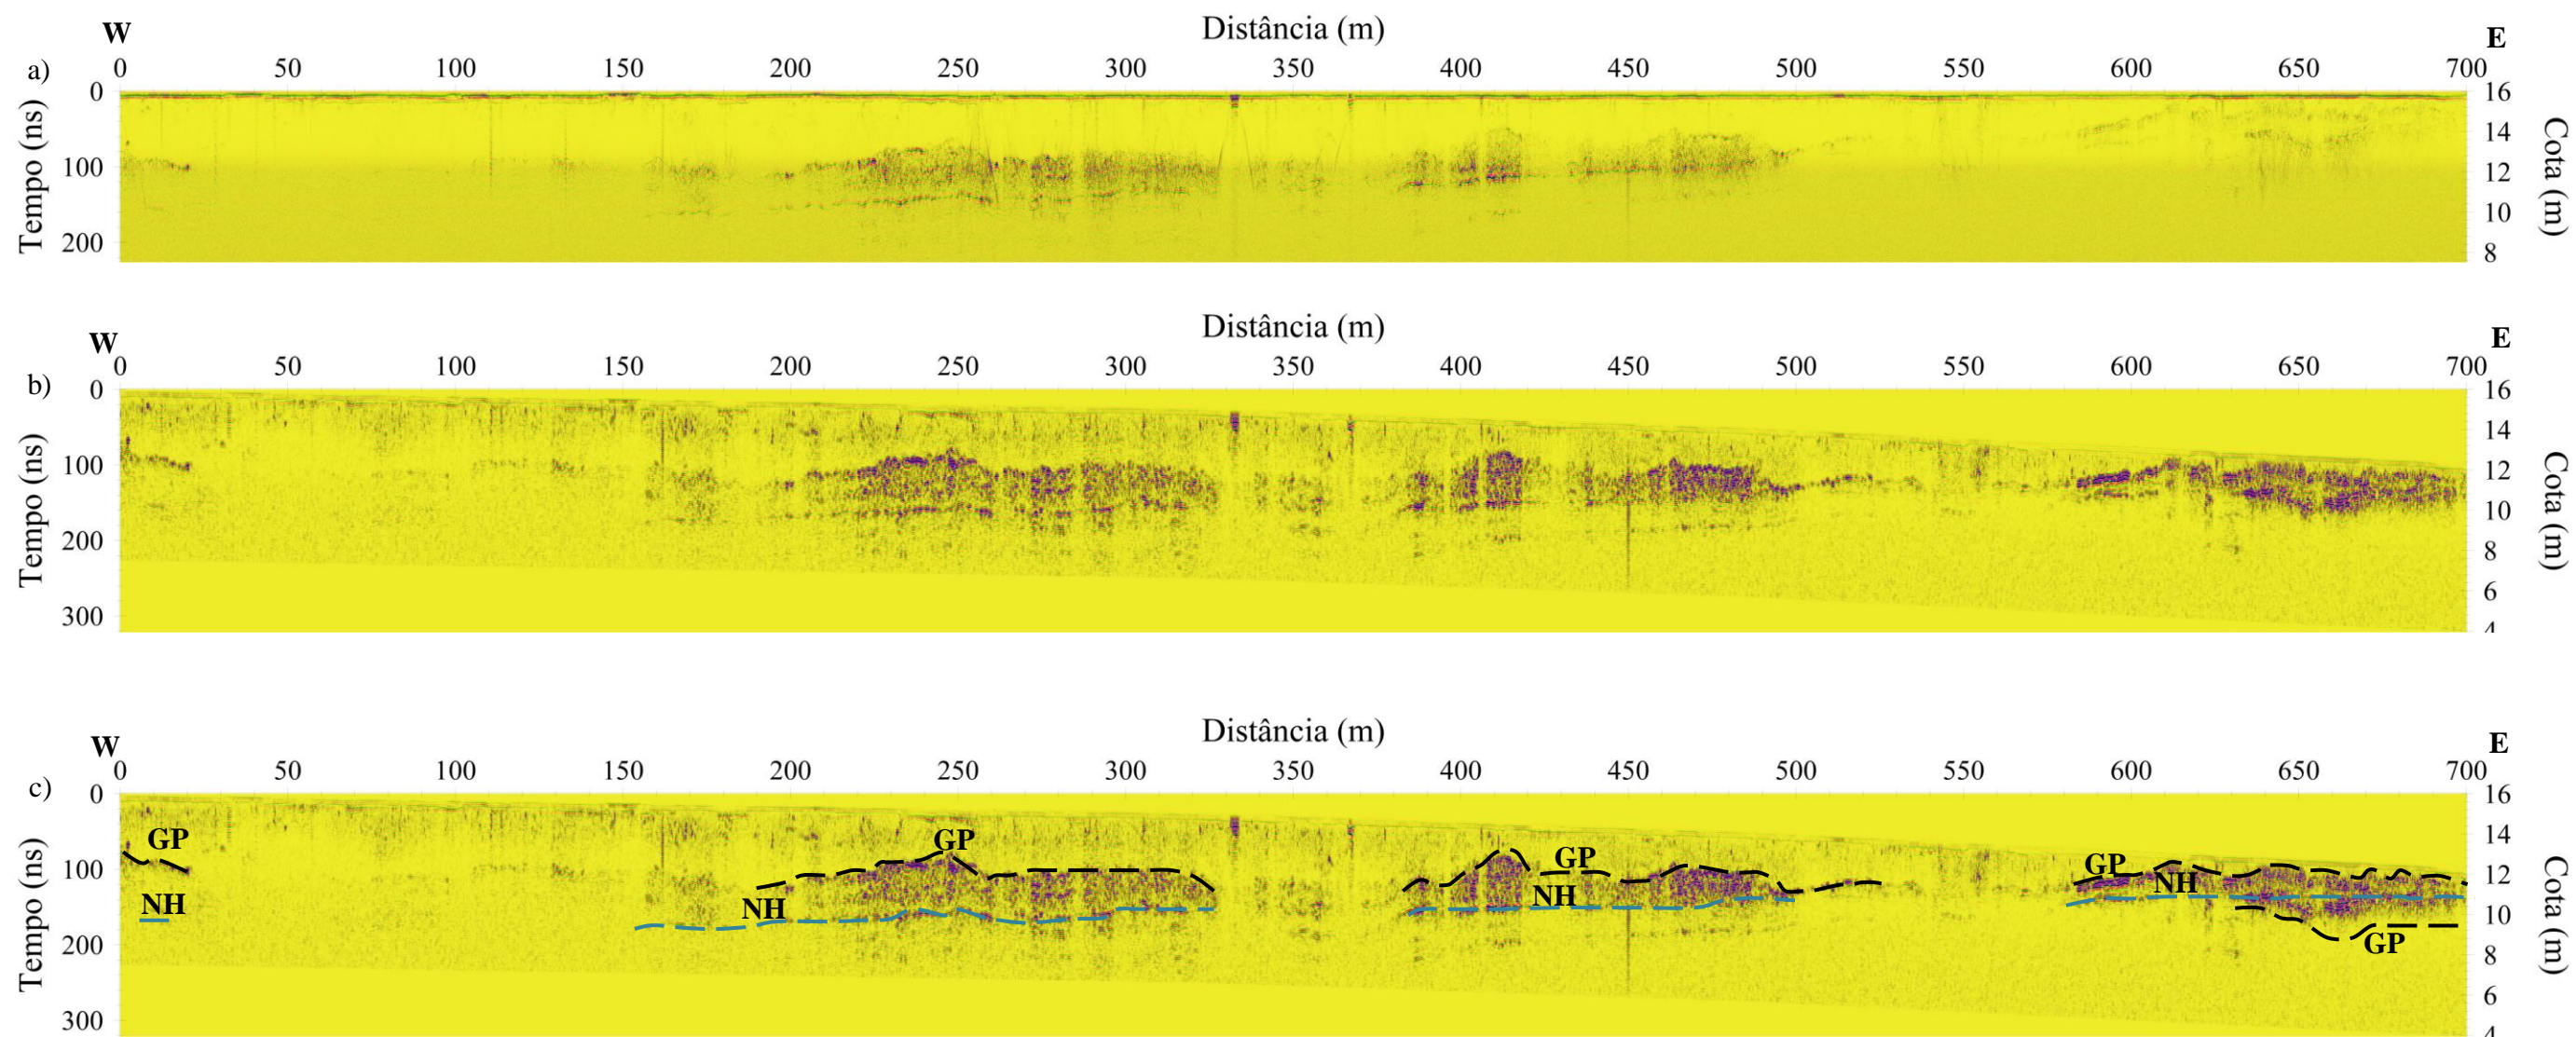 Distância (m)
W E
a) 0 50 100 150 200 250 300 350 400 450 500 550 600 650 700
Tempo (ns)
0
100
200
16
14
12
10
8
Cota (m)
Distância (m)
W E
b) 0 50 100 150 200 250 300 350 400 450 500 550 600 650 700
Tempo (ns)
0
100
200
300
16
14
12
10
8
6
4
Cota (m)
Distância (m)
W E
c) 0 50 100 150 200 250 300 350 400 450 500 550 600 650 700
Tempo (ns)
0
100
200
300
GP GP GP GP
NH NH NH NH
GP
16
14
12
10
8
6
4
Cota (m)